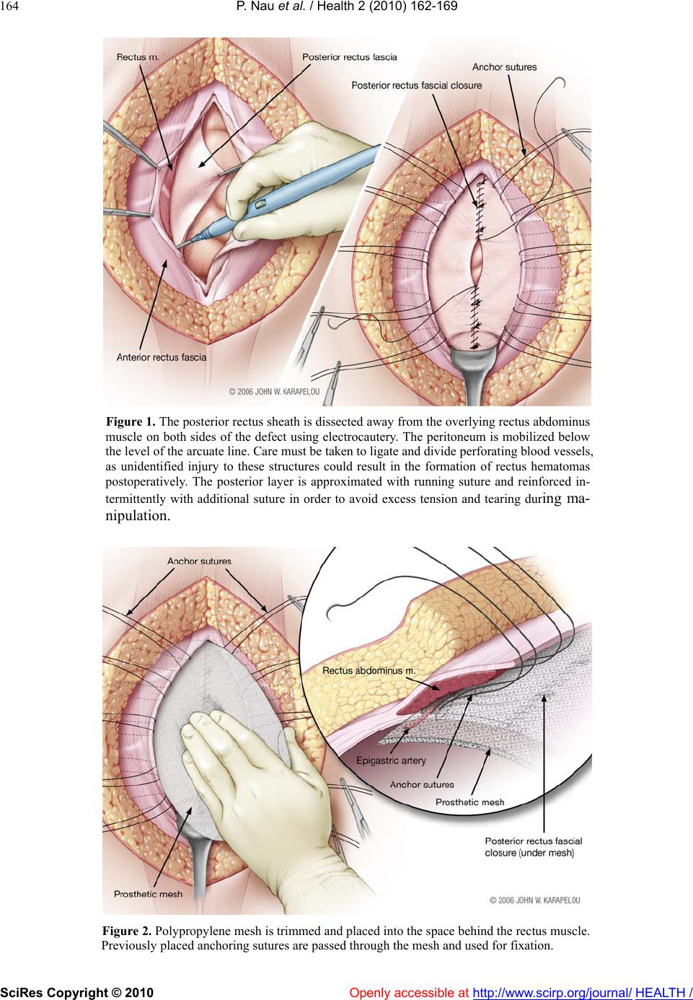 164
P. Nau et al. / Health 2 (2010) 162-169
Rectus m.
Posterior rectus fascia
Anchor sutures
Posterior rectus fascial closure
Anterior rectus fascia
© 2006 JOHN W. KARAPELOU
Figure 1. The posterior rectus sheath is dissected away from the overlying rectus abdominus
muscle on both sides of the defect using electrocautery. The peritoneum is mobilized below
the level of the arcuate line. Care must be taken to ligate and divide perforating blood vessels,
as unidentified injury to these structures could result in the formation of rectus hematomas
postoperatively. The posterior layer is approximated with running suture and reinforced in-
termittently with additional suture in order to avoid excess tension and tearing during ma-
nipulation.
Anchor sutures
Rectus abdominus m.
Epigastric artery
Anchor sutures
Prosthetic mesh
Posterior rectus fascial
closure (under mesh)
Prosthetic mesh
© 2006 JOHN W. KARAPELOU
Figure 2. Polypropylene mesh is trimmed and placed into the space behind the rectus muscle.
Previously placed anchoring sutures are passed through the mesh and used for fixation.
SciRes Copyright © 2010
Openly accessible at http://www.scirp.org/journal/ HEALTH /